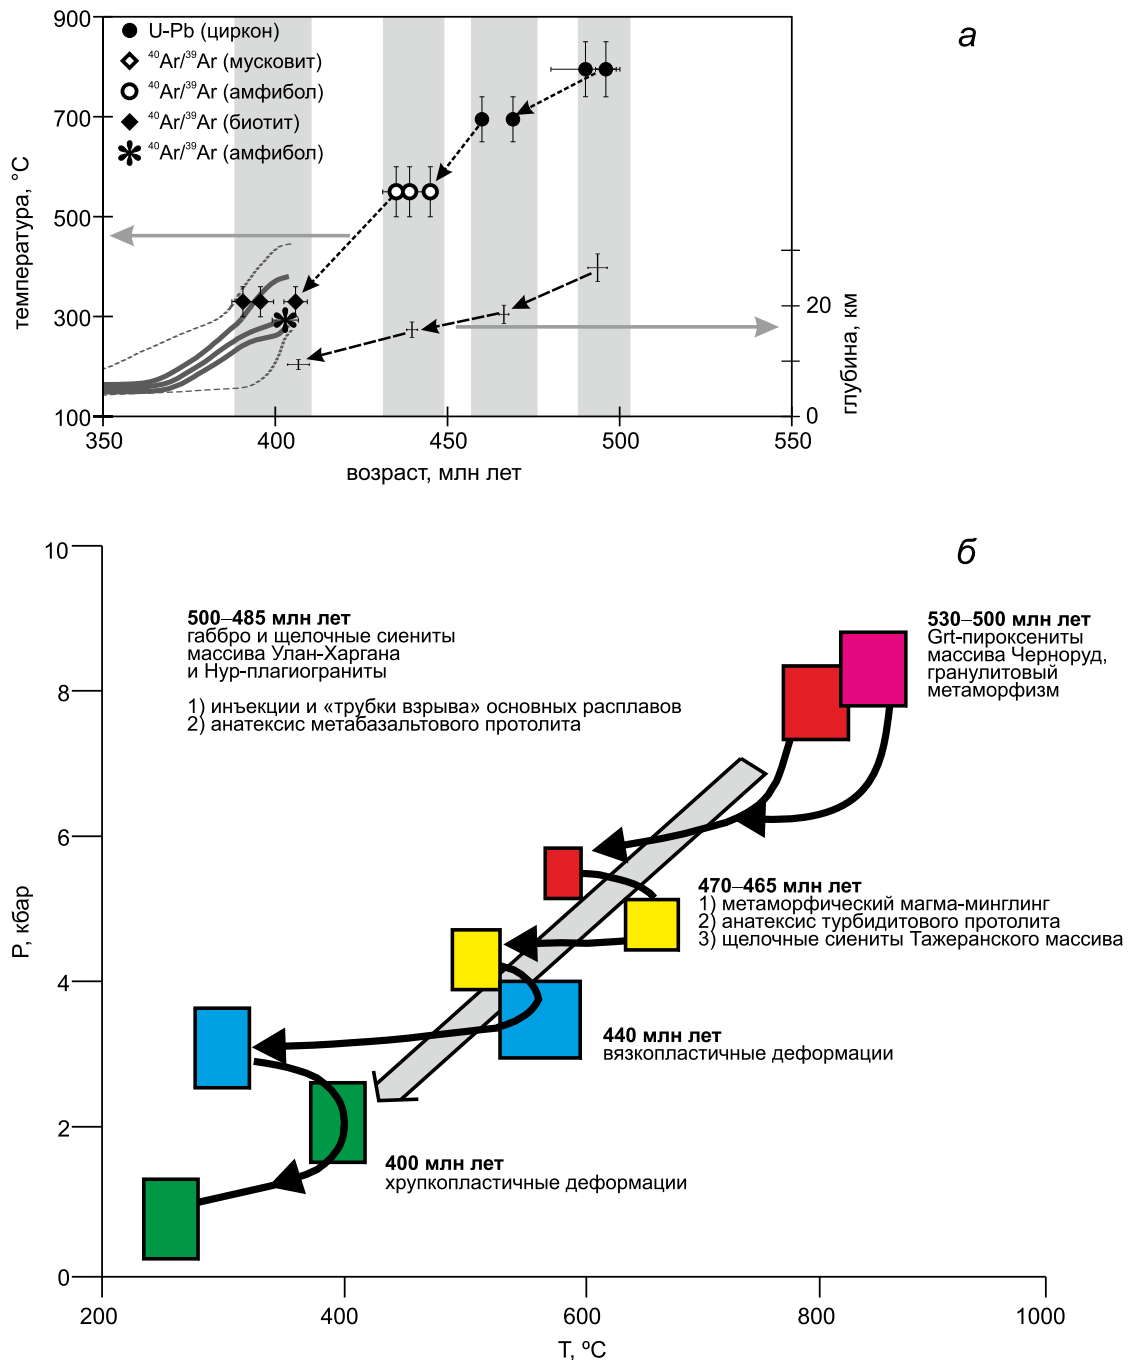 а
900
700
500
300
100
температура, °С
U-Pb (циркон)
⁴⁰Ar/³⁹Ar (мусковит)
⁴⁰Ar/³⁹Ar (амфибол)
⁴⁰Ar/³⁹Ar (биотит)
⁴⁰Ar/³⁹Ar (амфибол)
20
0
глубина, км
350
400
450
500
550
возраст, млн лет
б
10
8
6
4
2
0
Р, кбар
500–485 млн лет
габбро и щелочные сиениты
массива Улан-Харгана
и Нур-плагиограниты
1) инъекции и «трубки взрыва» основных расплавов
2) анатексис метабазальтового протолита
530–500 млн лет
Grt-пироксениты
массива Черноруд,
гранулитовый
метаморфизм
470–465 млн лет
1) метаморфический магма-минглинг
2) анатексис турбидитового протолита
3) щелочные сиениты Тажеранского массива
440 млн лет
вязкопластичные деформации
400 млн лет
хрупкопластичные деформации
200
400
600
800
1000
Т, ºС